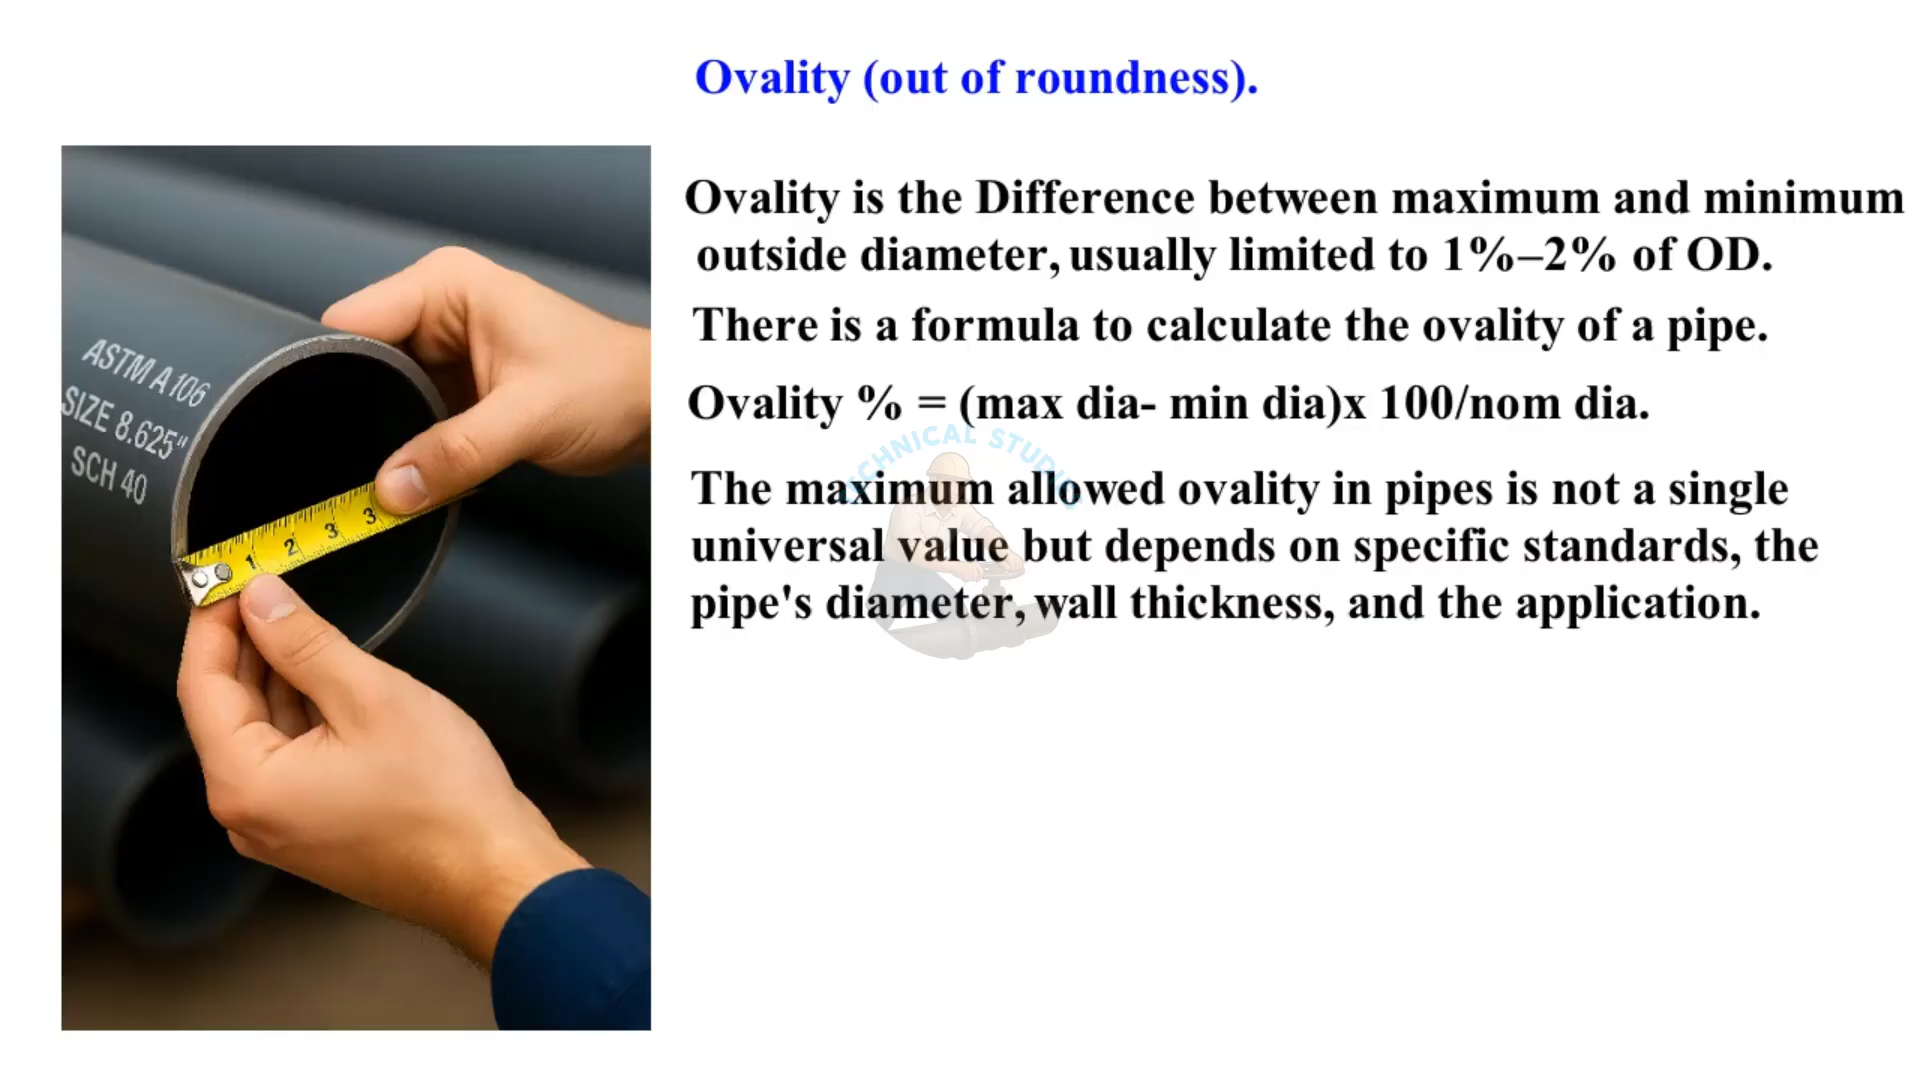 Ovality (out of roundness).
Ovality is the Difference between maximum and minimum
outside diameter, usually limited to 1%–2% of OD.
There is a formula to calculate the ovality of a pipe.
Ovality % = (max dia- min dia)x 100/nom dia.
The maximum allowed ovality in pipes is not a single
universal value but depends on specific standards, the
pipe's diameter, wall thickness, and the application.
ASTM A106
SIZE 8.625"
SCH 40
1 2 3 3